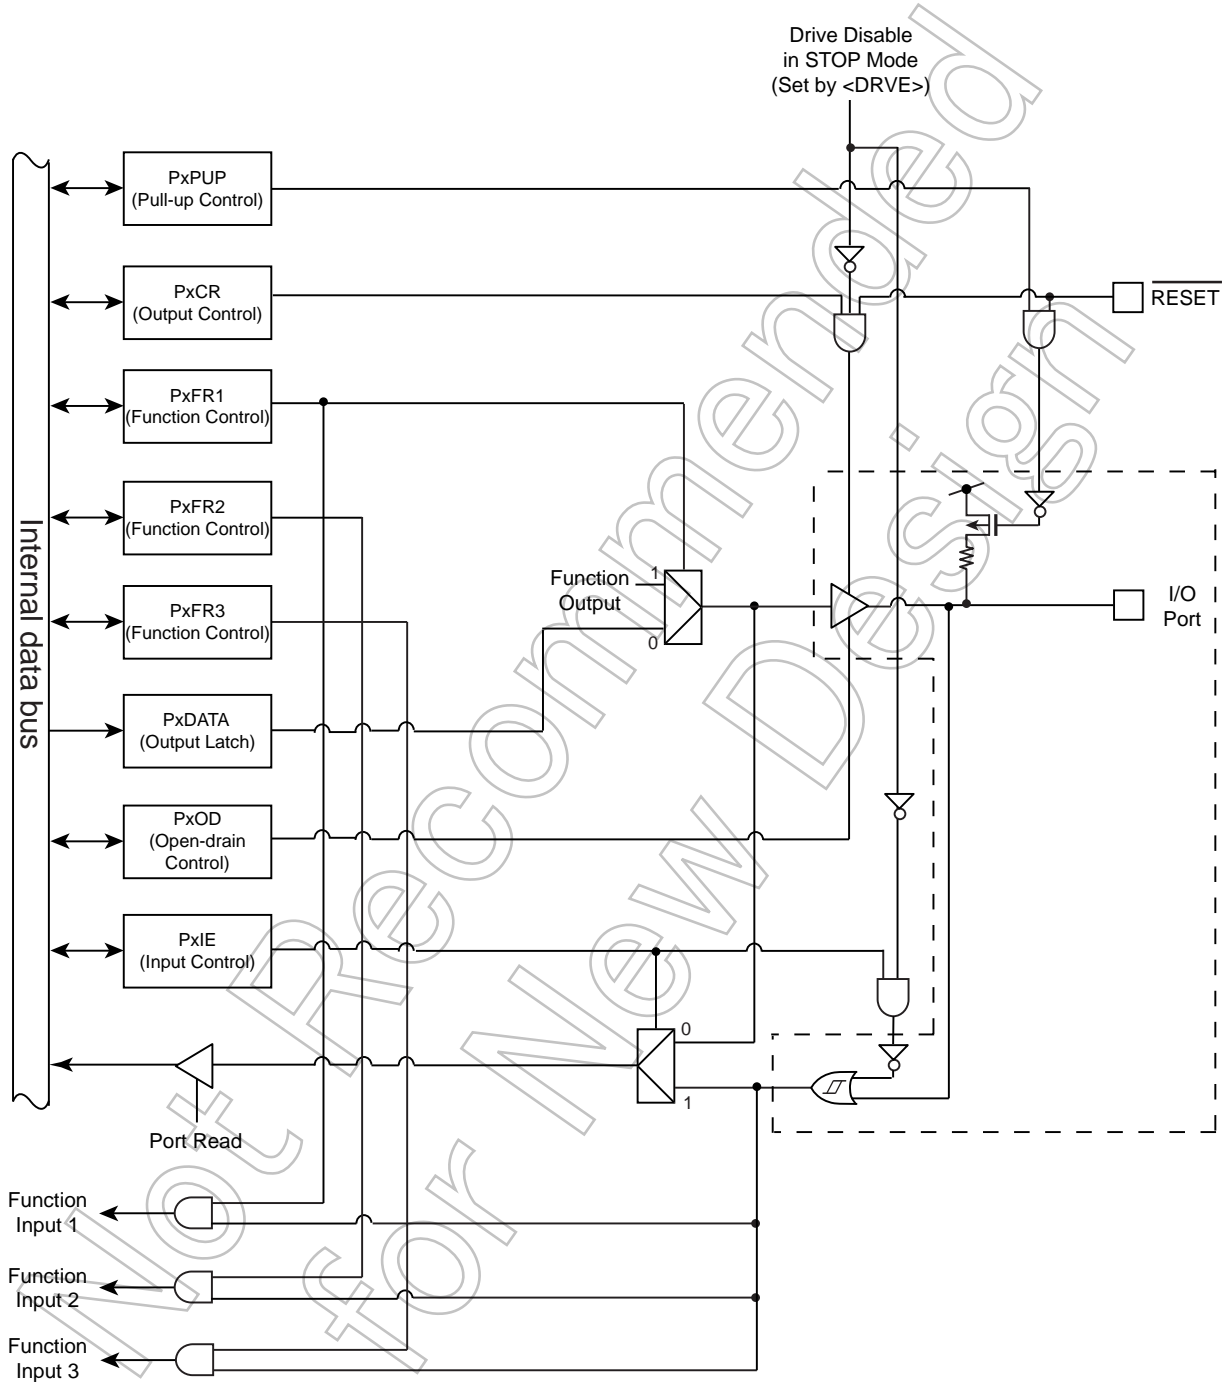 Drive Disable
in STOP Mode
(Set by <DRVE>)
PxPUP
(Pull-up Control)
PxCR
(Output Control)
RESET
PxFR1
(Function Control)
PxFR2
(Function Control)
Function
Output
1
0
I/O
Port
PxFR3
(Function Control)
Internal data bus
PxDATA
(Output Latch)
PxOD
(Open-drain
Control)
PxIE
(Input Control)
0
1
Port Read
Function
Input 1
Function
Input 2
Function
Input 3
Not Recommended
for New Design